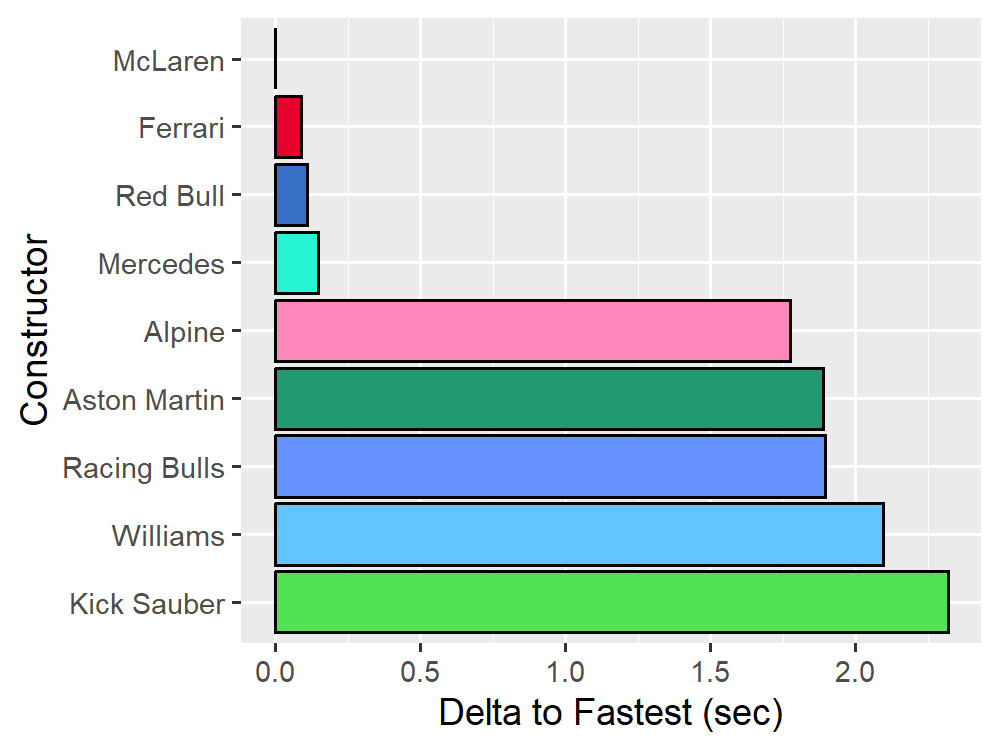 McLaren
Ferrari
Red Bull
Mercedes
Alpine
Aston Martin
Racing Bulls
Williams
Kick Sauber
Constructor
0.0 0.5 1.0 1.5 2.0
Delta to Fastest (sec)